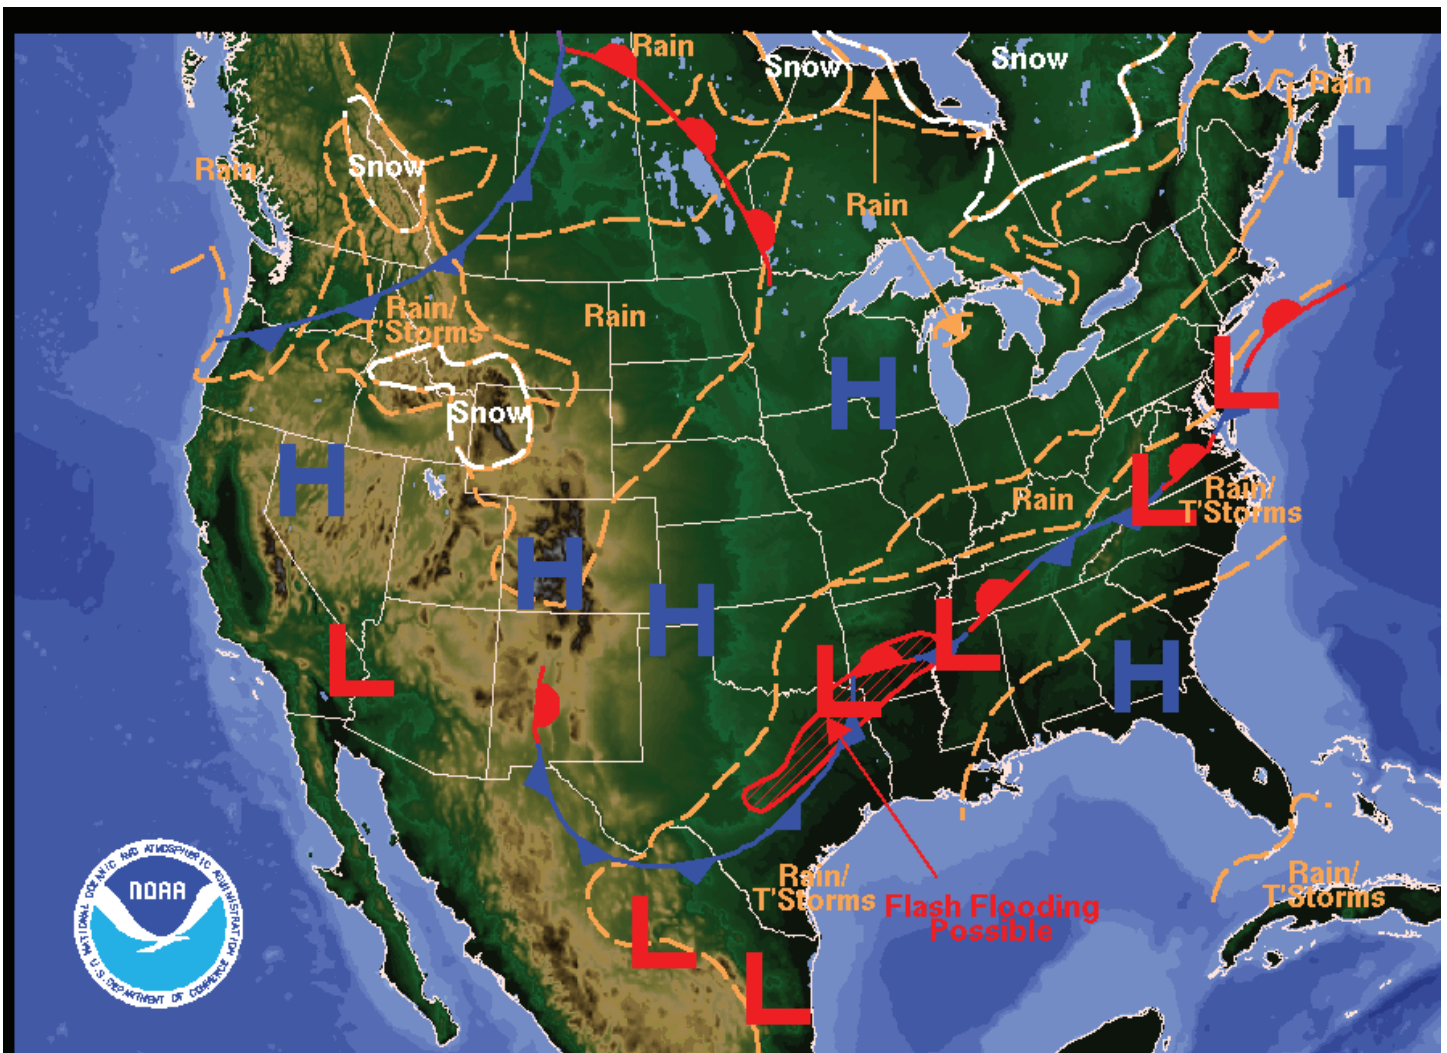 Rain
Snow
Snow
Rain
H
Snow
Rain
Rain
Rain/
T'Storms
Rain
L
H
Snow
H
L
Rain
Rain/
T'Storms
H
H
L
H
L
L
H
Rain/
T'Storms
Rain/
T'Storms
Flash Flooding
Possible
L
L
NATIONAL OCEANIC AND ATMOSPHERIC ADMINISTRATION
NOAA
U.S. DEPARTMENT OF COMMERCE